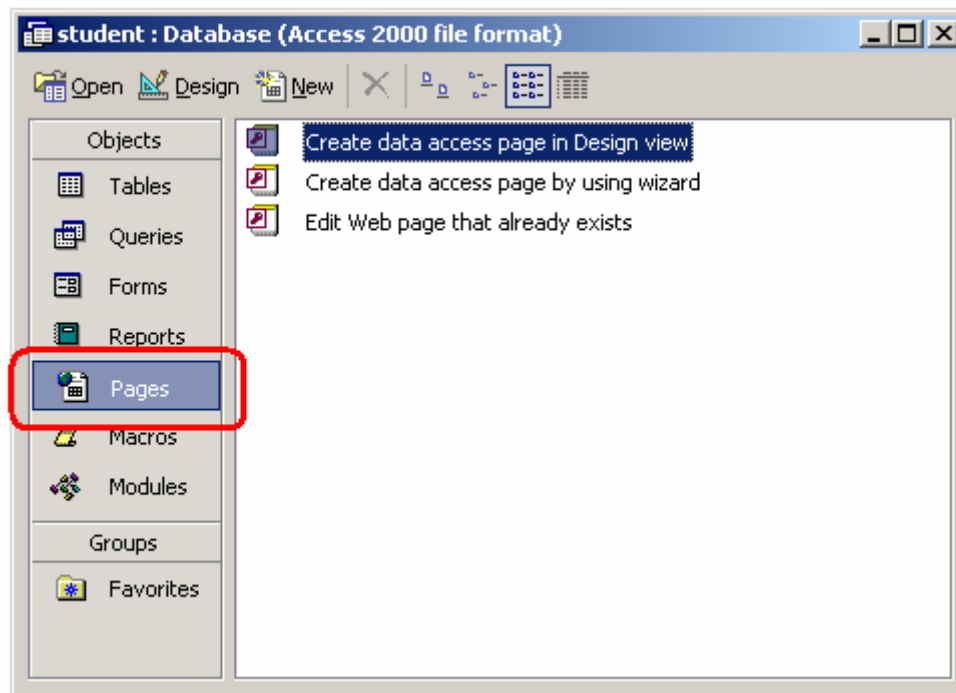 student : Database (Access 2000 file format)
Open Design New
Objects
Tables
Queries
Forms
Reports
Pages
Macros
Modules
Groups
Favorites
Create data access page in Design view
Create data access page by using wizard
Edit Web page that already exists